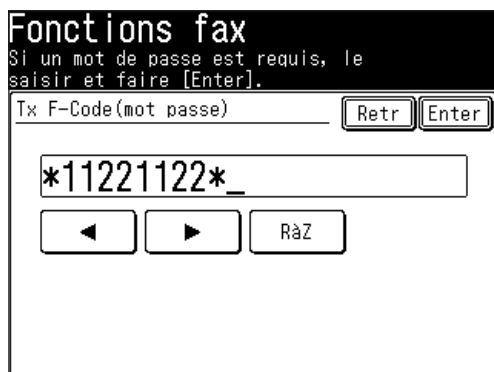 Fonctions fax
Si un mot de passe est requis, le
saisir et faire [Enter].
Tx F-Code(mot passe)
Retr Enter
*11221122*_
◄ ► RàZ